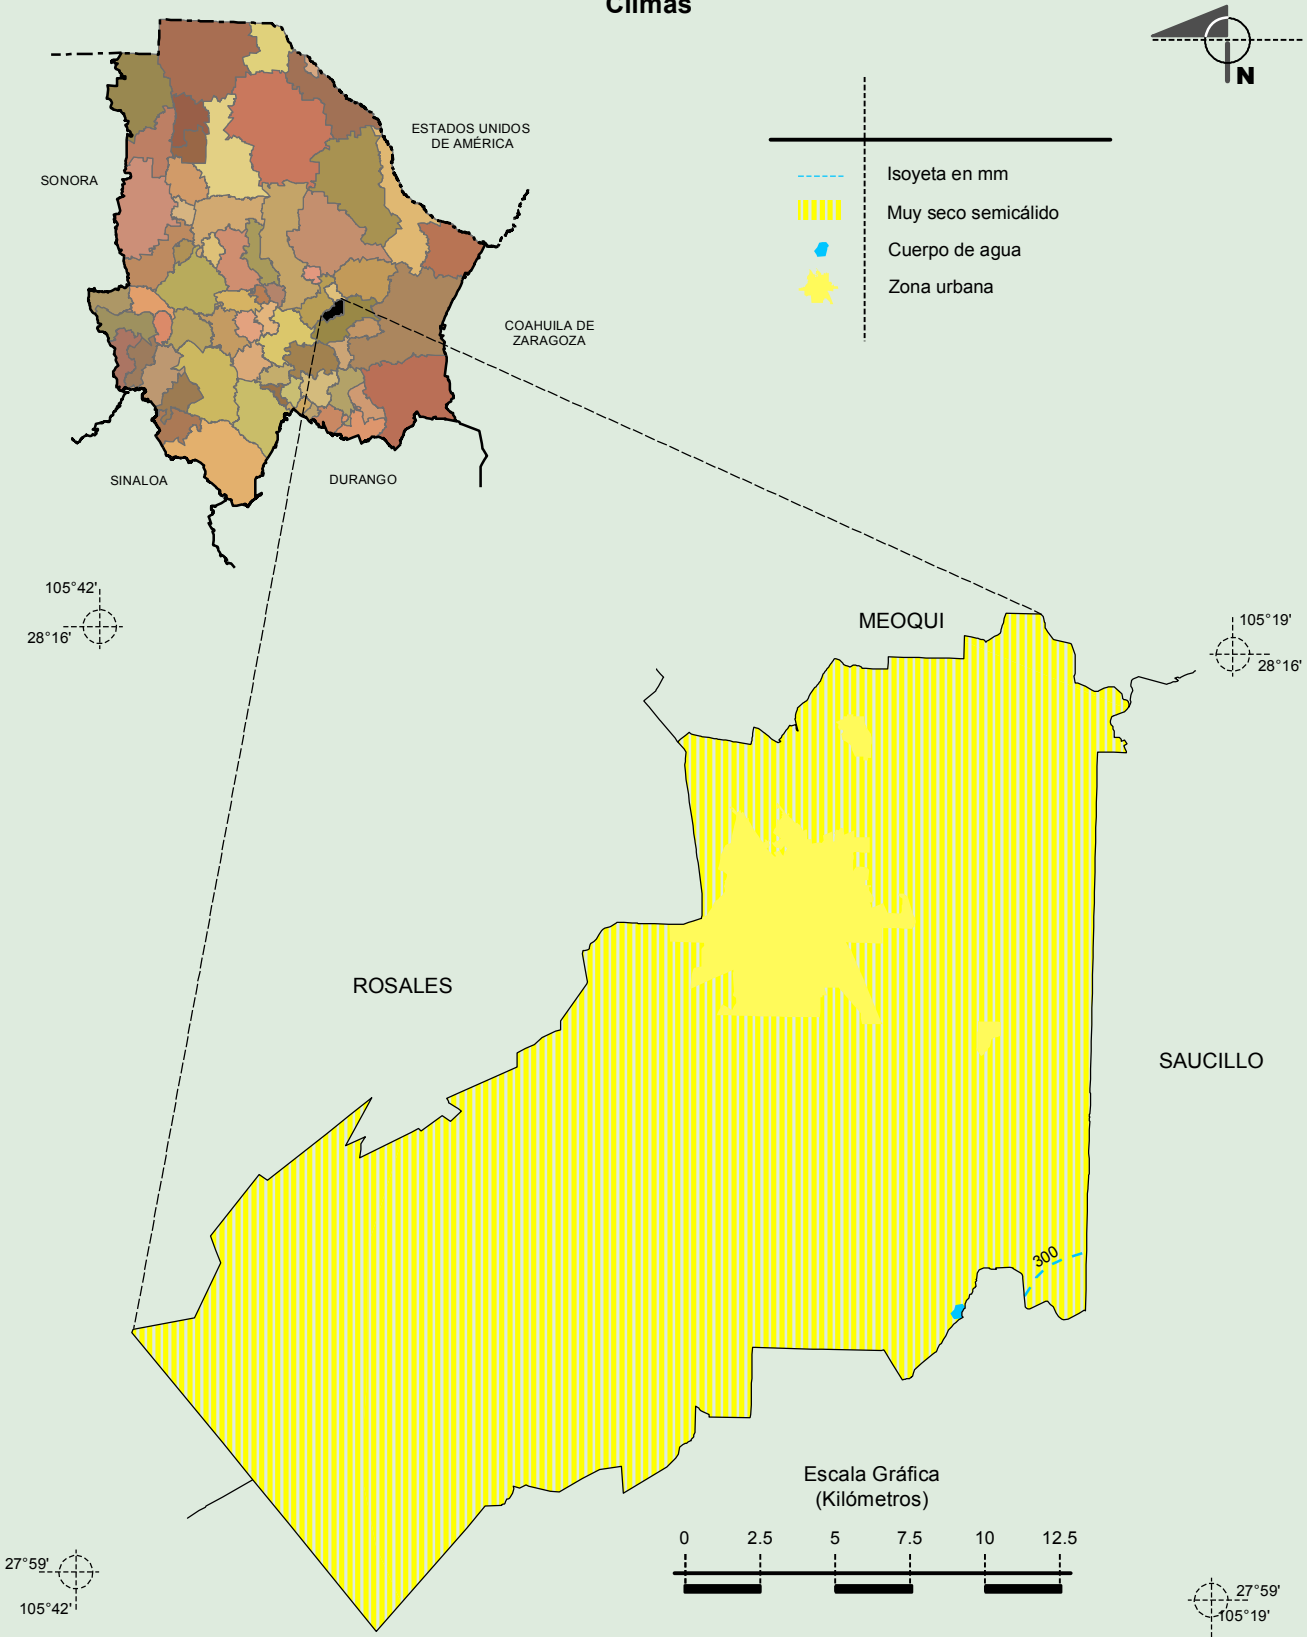 Climas
N
ESTADOS UNIDOS
DE AMÉRICA
SONORA
COAHUILA DE
ZARAGOZA
SINALOA
DURANGO
Isoyeta en mm
Muy seco semicálido
Cuerpo de agua
Zona urbana
105°42'
28°16'
105°19'
28°16'
MEOQUI
ROSALES
SAUCILLO
300
Escala Gráfica
(Kilómetros)
0 2.5 5 7.5 10 12.5
27°59'
105°42'
27°59'
105°19'